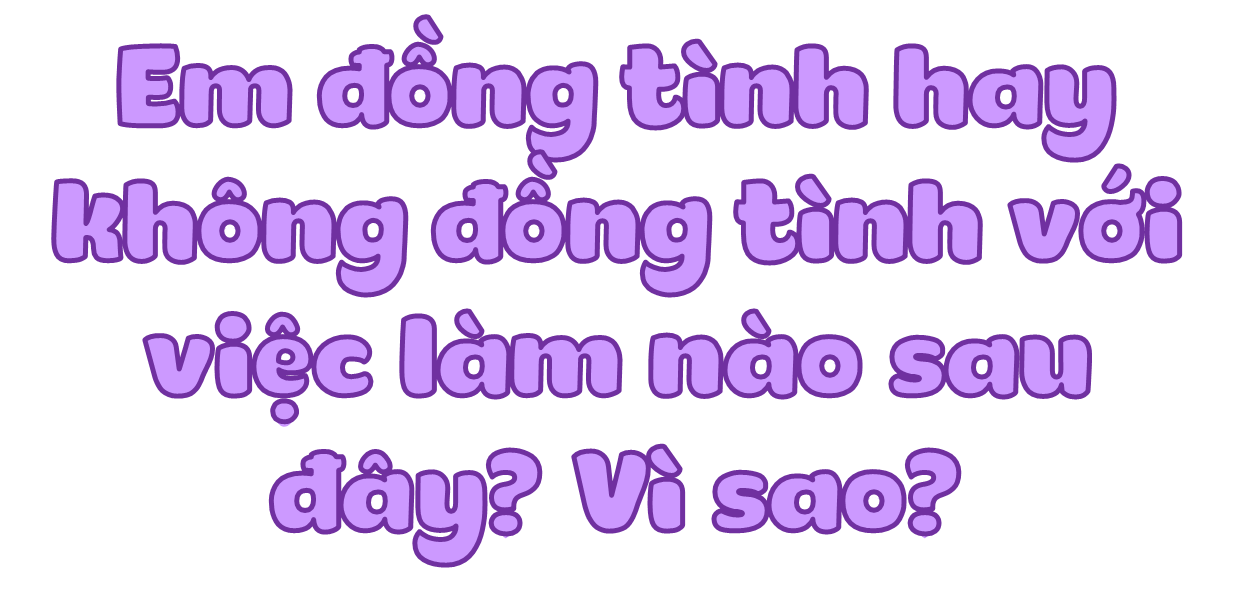 Em đồng tình hay
không đồng tình với
việc làm nào sau
đây? Vì sao?